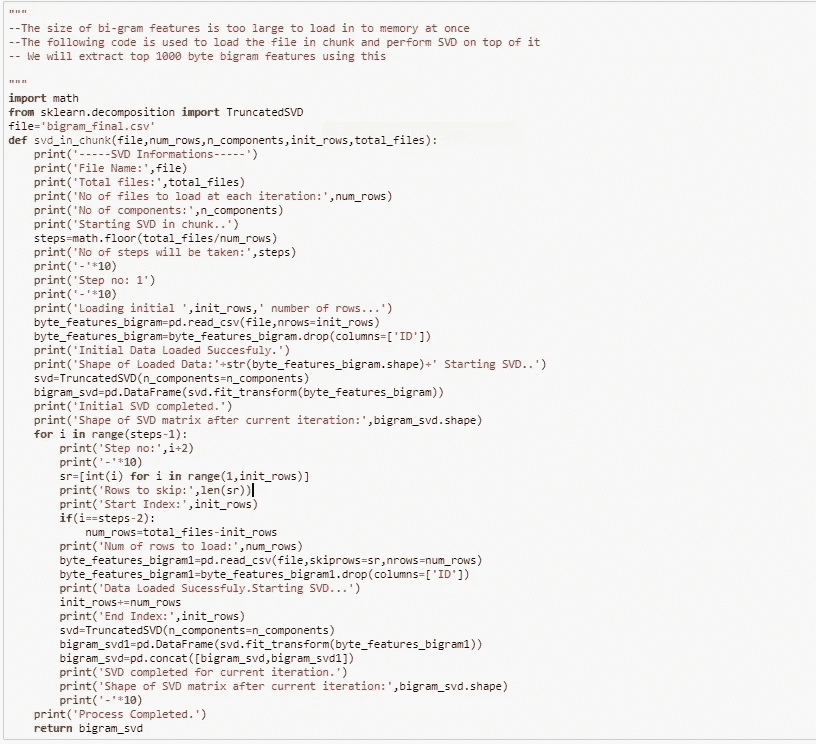 """
--The size of bi-gram features is too large to load in to memory at once
--The following code is used to load the file in chunk and perform SVD on top of it
-- We will extract top 1000 byte bigram features using this
"""
import math
from sklearn.decomposition import TruncatedSVD
file='bigram_final.csv'
def svd_in_chunk(file,num_rows,n_components,init_rows,total_files):
    print('-----SVD Informations-----')
    print('File Name:',file)
    print('Total files:',total_files)
    print('No of files to load at each iteration:',num_rows)
    print('No of components:',n_components)
    print('Starting SVD in chunk..')
    steps=math.floor(total_files/num_rows)
    print('No of steps will be taken:',steps)
    print('-'*10)
    print('Step no: 1')
    print('-'*10)
    print('Loading initial ',init_rows,' number of rows...')
    byte_features_bigram=pd.read_csv(file,nrows=init_rows)
    byte_features_bigram=byte_features_bigram.drop(columns=['ID'])
    print('Initial Data Loaded Succesfuly.')
    print('Shape of Loaded Data:'+str(byte_features_bigram.shape)+' Starting SVD..')
    svd=TruncatedSVD(n_components=n_components)
    bigram_svd=pd.DataFrame(svd.fit_transform(byte_features_bigram))
    print('Initial SVD completed.')
    print('Shape of SVD matrix after current iteration:',bigram_svd.shape)
    for i in range(steps-1):
        print('Step no:',i+2)
        print('-'*10)
        sr=[int(i) for i in range(1,init_rows)]
        print('Rows to skip:',len(sr))
        print('Start Index:',init_rows)
        if(i==steps-2):
            num_rows=total_files-init_rows
        print('Num of rows to load:',num_rows)
        byte_features_bigram1=pd.read_csv(file,skiprows=sr,nrows=num_rows)
        byte_features_bigram1=byte_features_bigram1.drop(columns=['ID'])
        print('Data Loaded Sucessfuly.Starting SVD...')
        init_rows+=num_rows
        print('End Index:',init_rows)
        svd=TruncatedSVD(n_components=n_components)
        bigram_svd1=pd.DataFrame(svd.fit_transform(byte_features_bigram1))
        bigram_svd=pd.concat([bigram_svd,bigram_svd1])
        print('SVD completed for current iteration.')
        print('Shape of SVD matrix after current iteration:',bigram_svd.shape)
        print('-'*10)
    print('Process Completed.')
    return bigram_svd